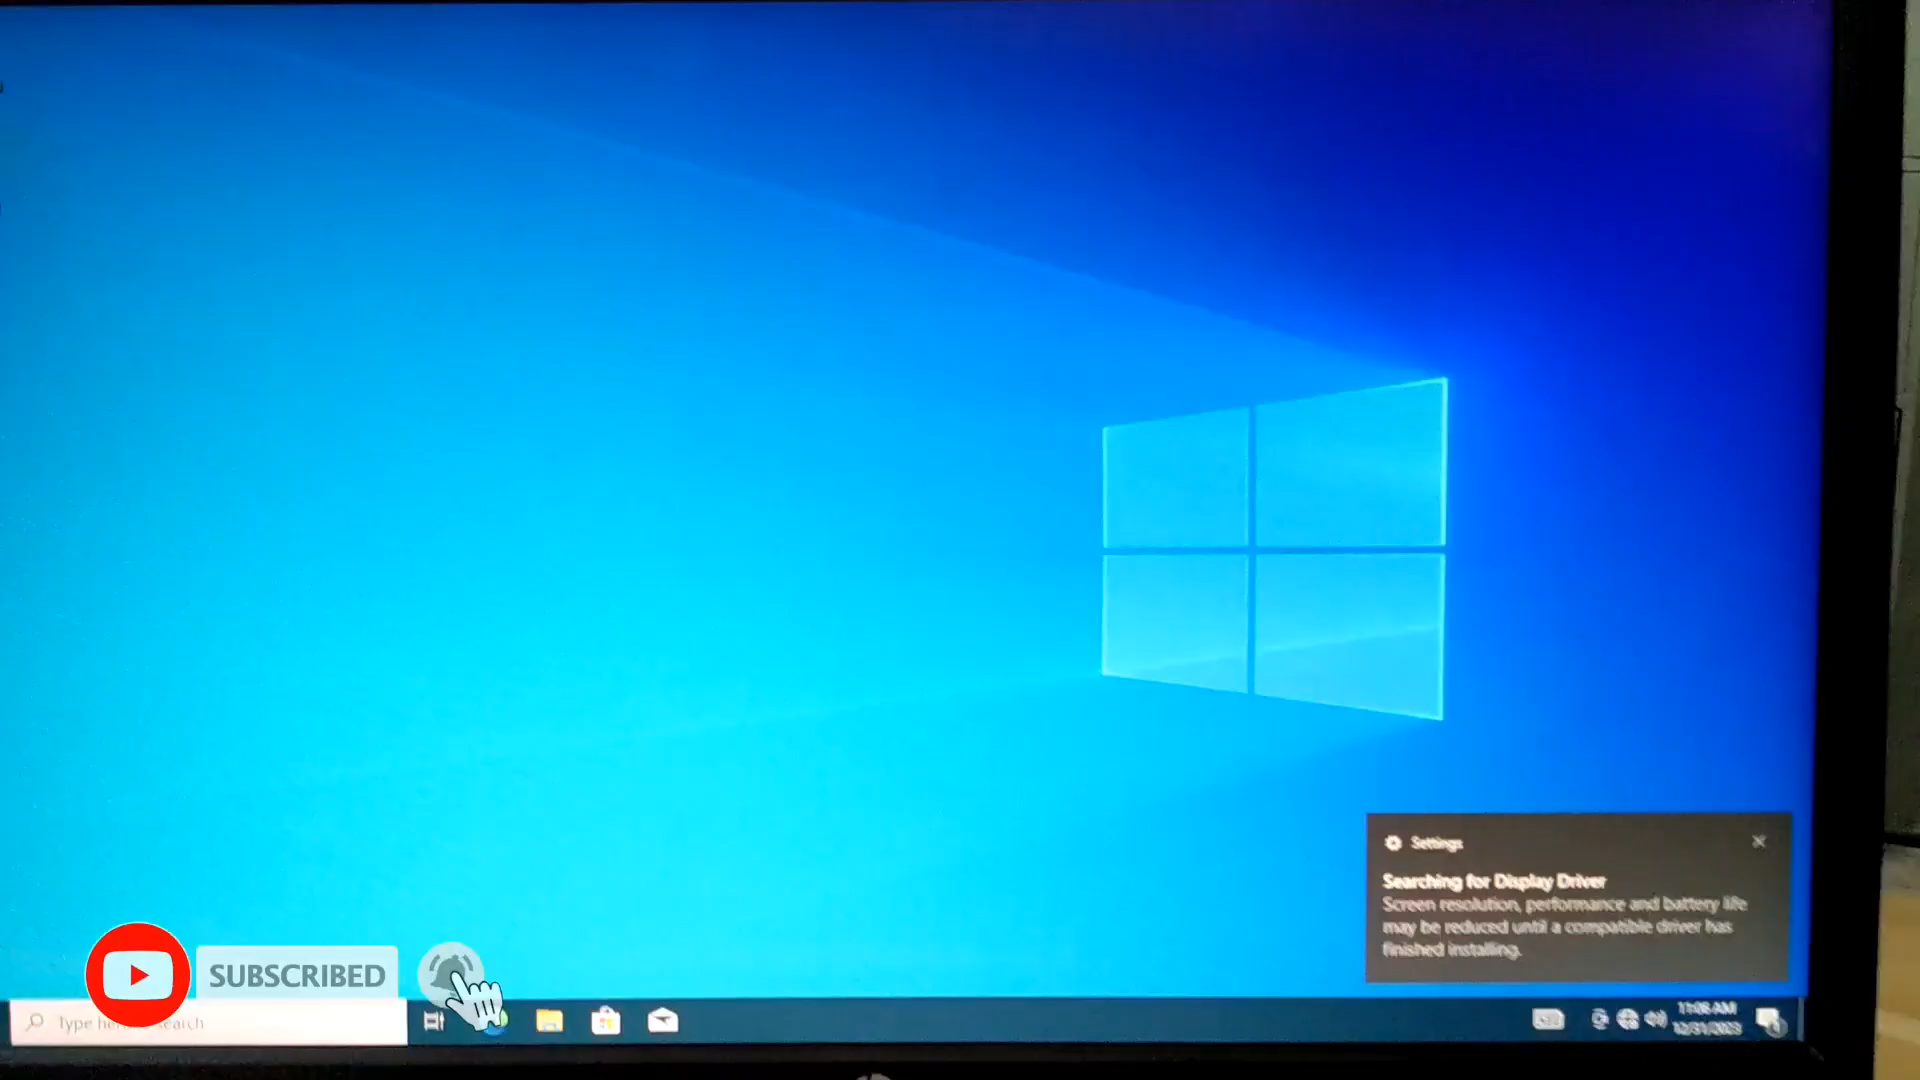 Settings
Searching for Display Driver
Screen resolution, performance and battery life
may be reduced until a compatible driver has
finished installing.
SUBSCRIBED
Type here search
11:08 AM
12/31/2023